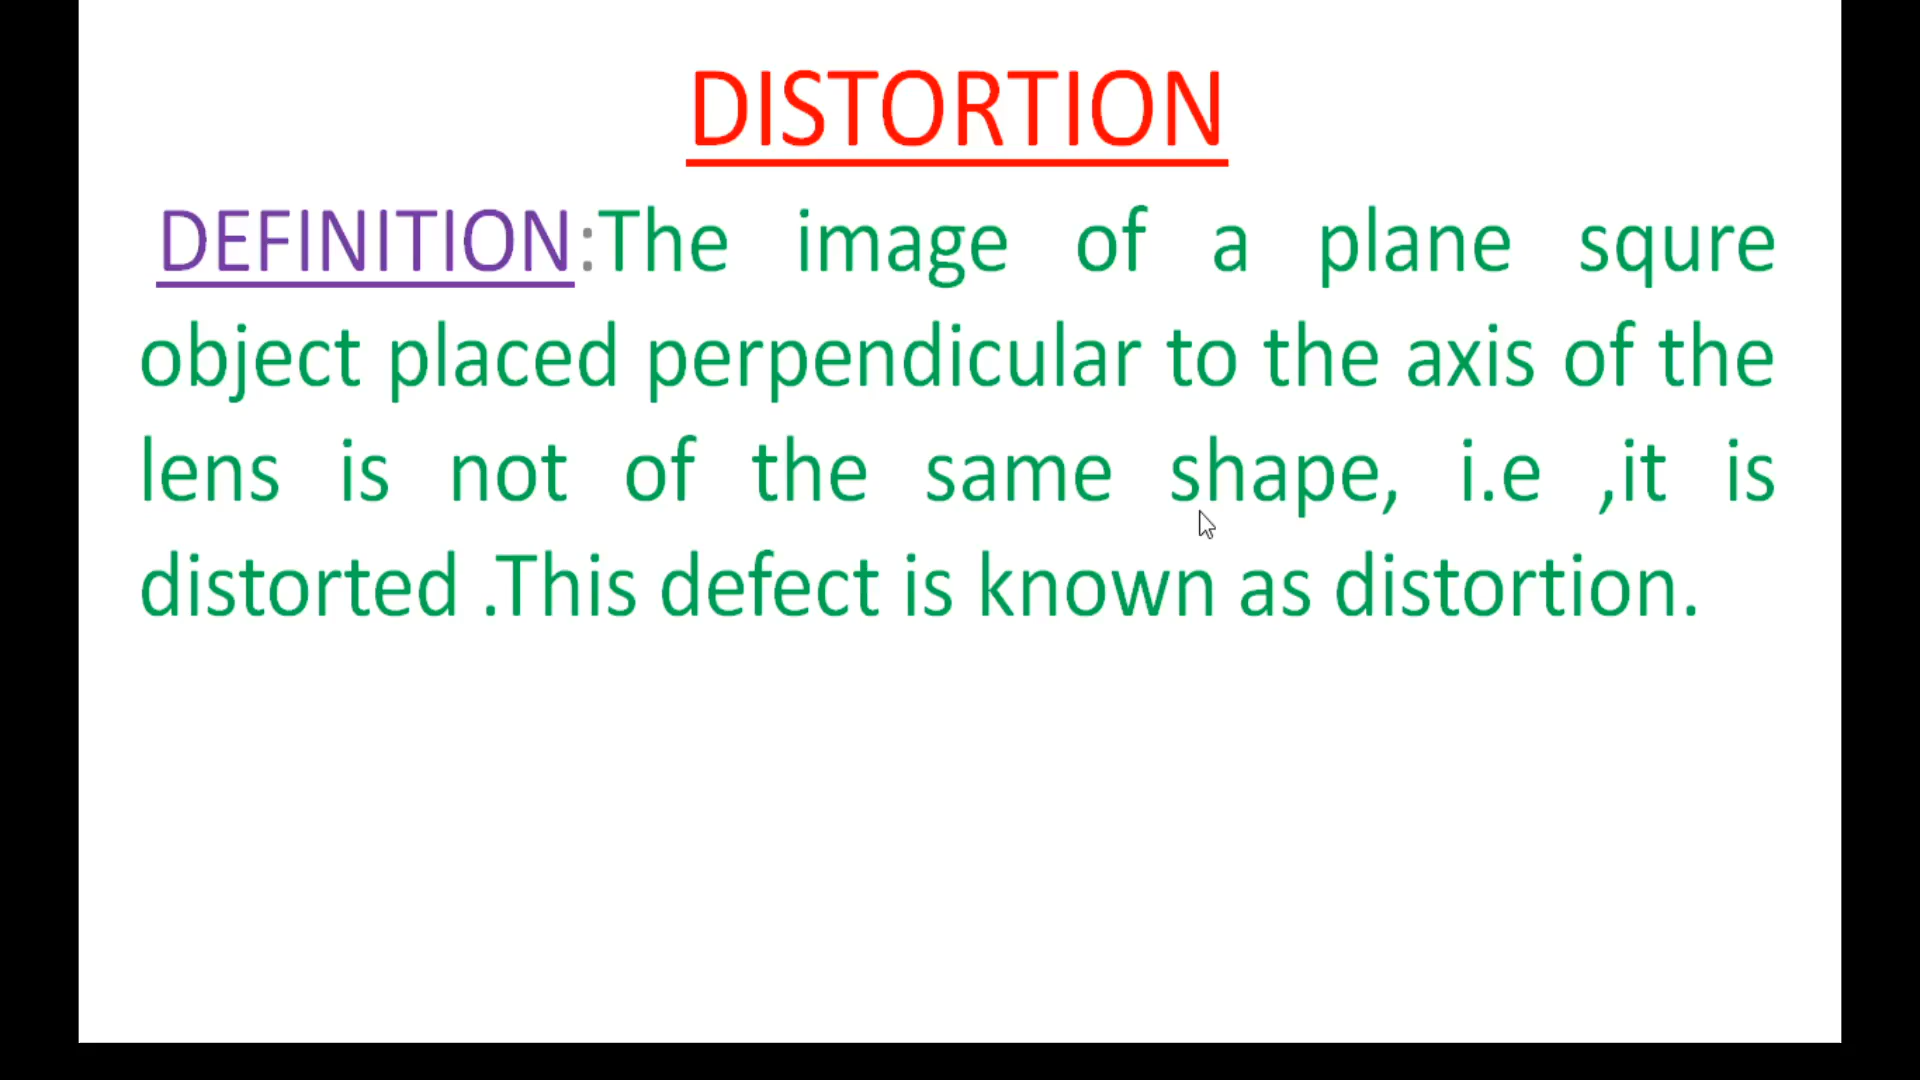 DISTORTION
DEFINITION:The image of a plane squre
object placed perpendicular to the axis of the
lens is not of the same shape, i.e ,it is
distorted .This defect is known as distortion.